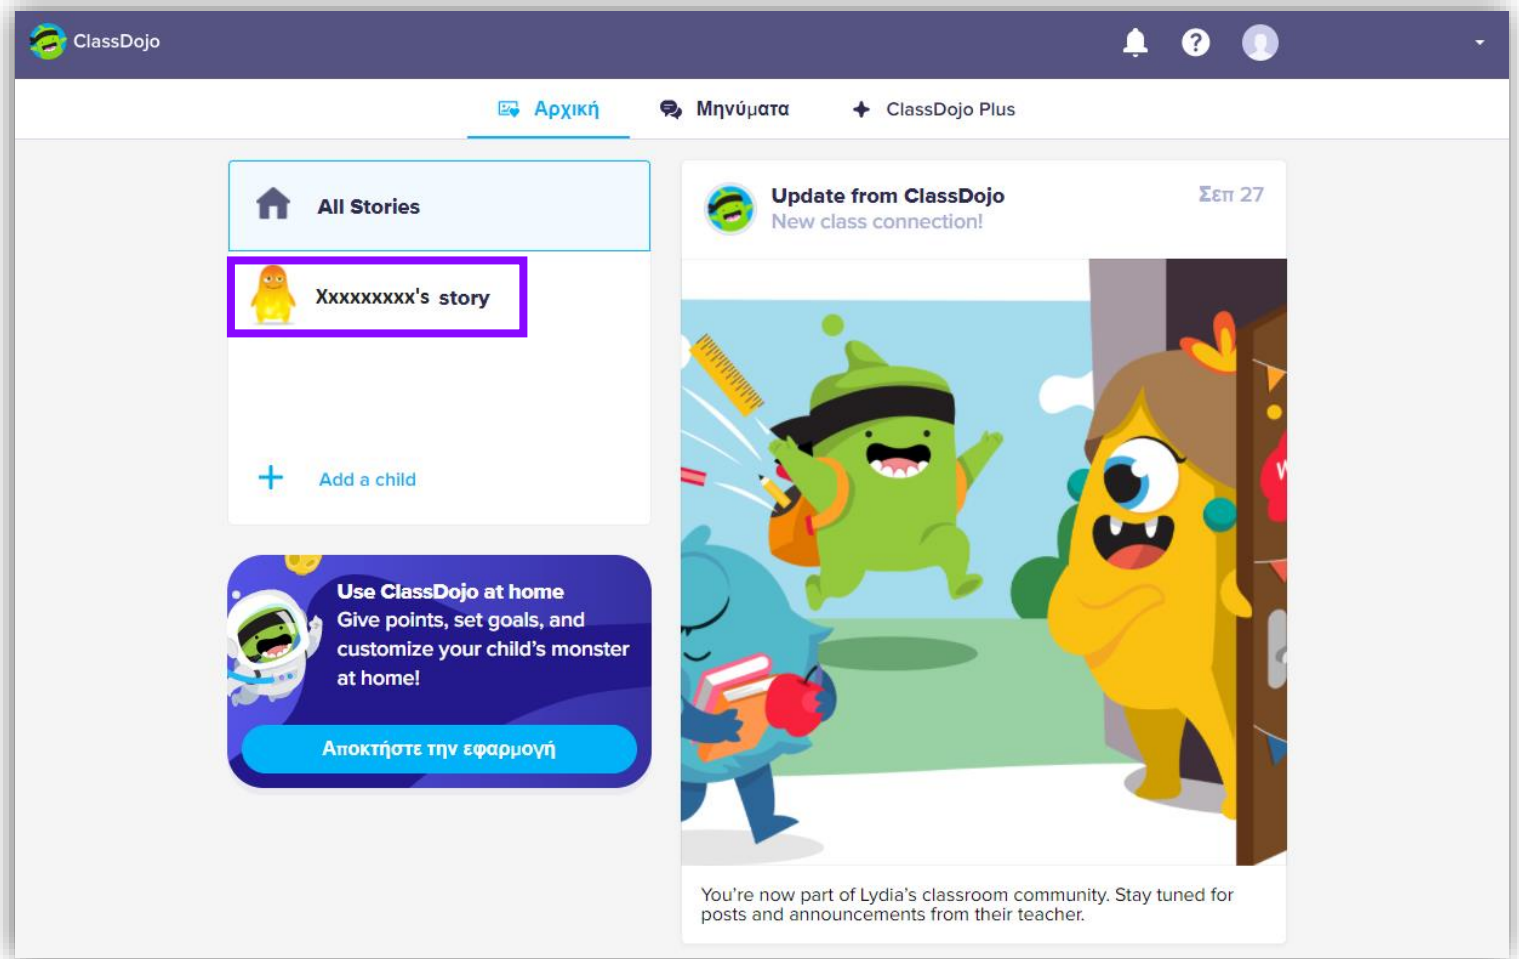 ClassDojo
Αρχική
Μηνύματα
ClassDojo Plus
All Stories
Xxxxxxxxx's story
Add a child
Use ClassDojo at home
Give points, set goals, and
customize your child's monster
at home!
Αποκτήστε την εφαρμογή
Update from ClassDojo
Σεπ 27
New class connection!
You're now part of Lydia's classroom community. Stay tuned for
posts and announcements from their teacher.